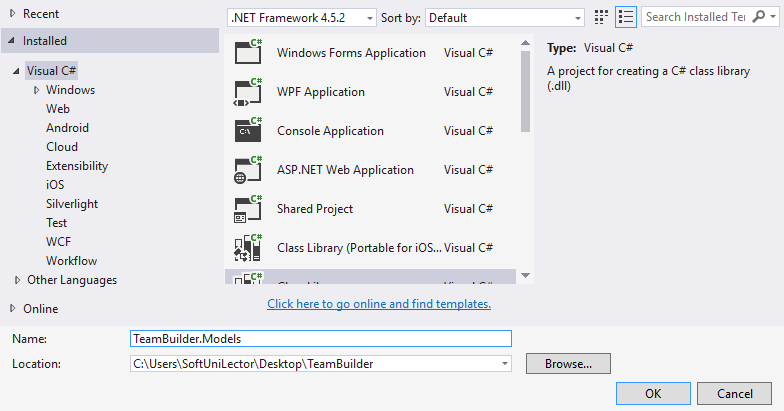 Recent
Installed
Visual C#
Windows
Web
Android
Cloud
Extensibility
iOS
Silverlight
Test
WCF
Workflow
Other Languages
Online
.NET Framework 4.5.2
Sort by: Default
Search Installed Te
C# Windows Forms Application Visual C#
C# WPF Application Visual C#
C# C:\ Console Application Visual C#
C# ASP.NET Web Application Visual C#
C# Shared Project Visual C#
C# Class Library (Portable for iOS... Visual C#
C# Class Library Visual C#
Click here to go online and find templates.
Type: Visual C#
A project for creating a C# class library
(.dll)
Name: TeamBuilder.Models
Location: C:\Users\SoftUniLector\Desktop\TeamBuilder
Browse...
OK Cancel